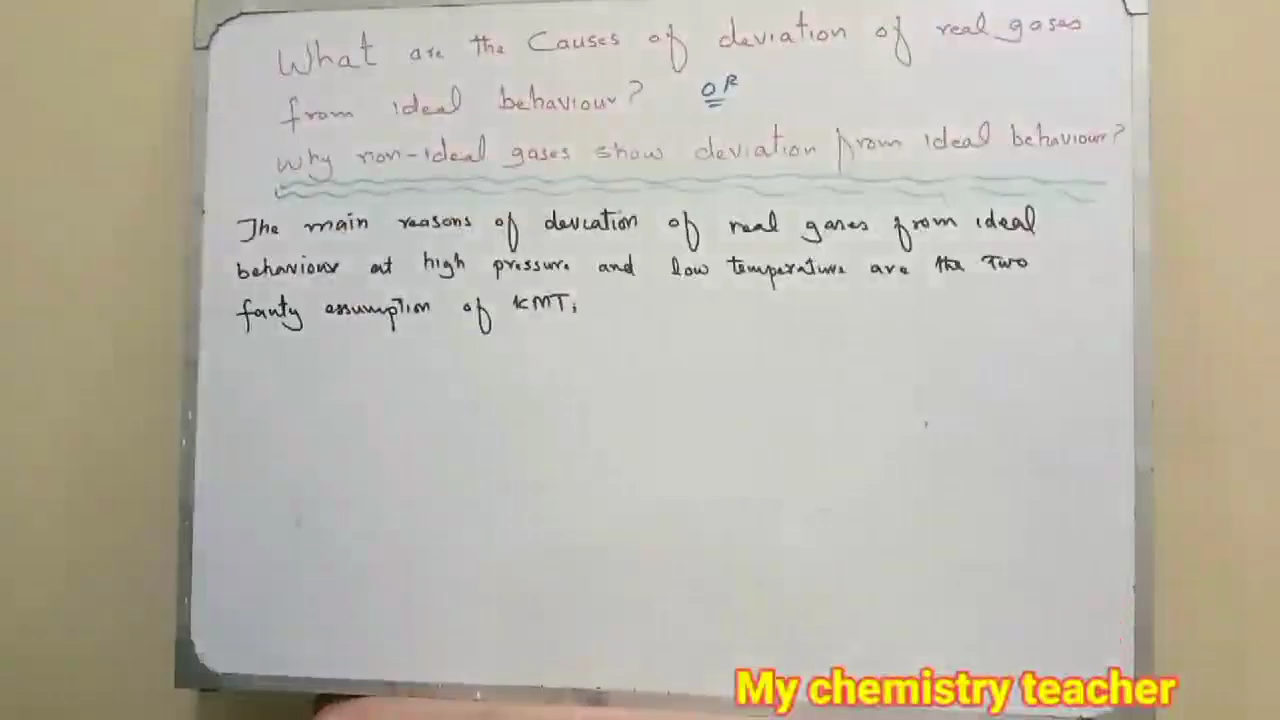 What are the Causes of deviation of real gases
from ideal behaviour? OR
Why non-ideal gases show deviation from ideal behaviour?
The main reasons of deviation of real gases from ideal
behaviour at high pressure and low temperature are the Two
faulty assumption of KMT;
My chemistry teacher